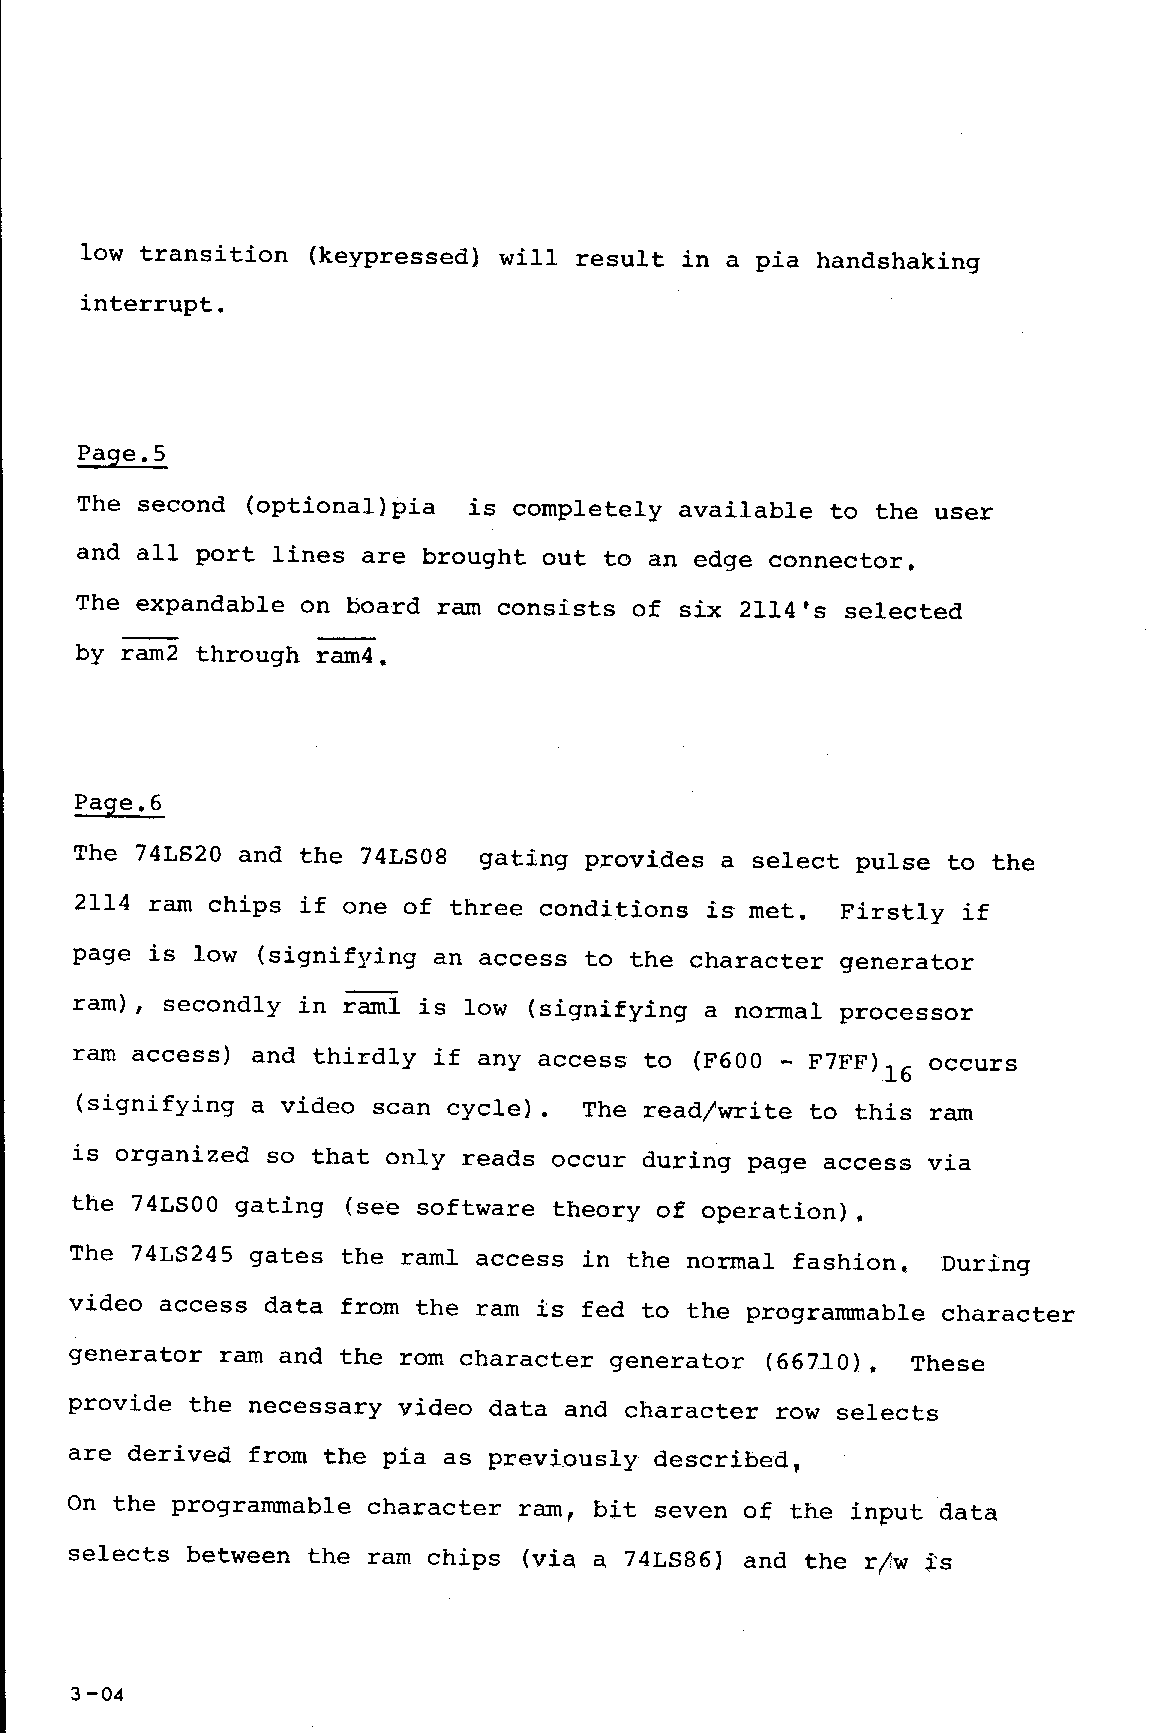 low transition (keypressed) will result in a pia handshaking
interrupt.
Page.5
The second (optional)pia is completely available to the user
and all port lines are brought out to an edge connector.
The expandable on board ram consists of six 2114's selected
by r̅a̅m̅2̅ through r̅a̅m̅4̅.
Page.6
The 74LS20 and the 74LS08 gating provides a select pulse to the
2114 ram chips if one of three conditions is met. Firstly if
page is low (signifying an access to the character generator
ram), secondly in r̅a̅m̅1̅ is low (signifying a normal processor
ram access) and thirdly if any access to (F600 - F7FF)₁₆ occurs
(signifying a video scan cycle). The read/write to this ram
is organized so that only reads occur during page access via
the 74LS00 gating (see software theory of operation).
The 74LS245 gates the ram1 access in the normal fashion. During
video access data from the ram is fed to the programmable character
generator ram and the rom character generator (66710). These
provide the necessary video data and character row selects
are derived from the pia as previously described,
On the programmable character ram, bit seven of the input data
selects between the ram chips (via a 74LS86) and the r/w is
3-04